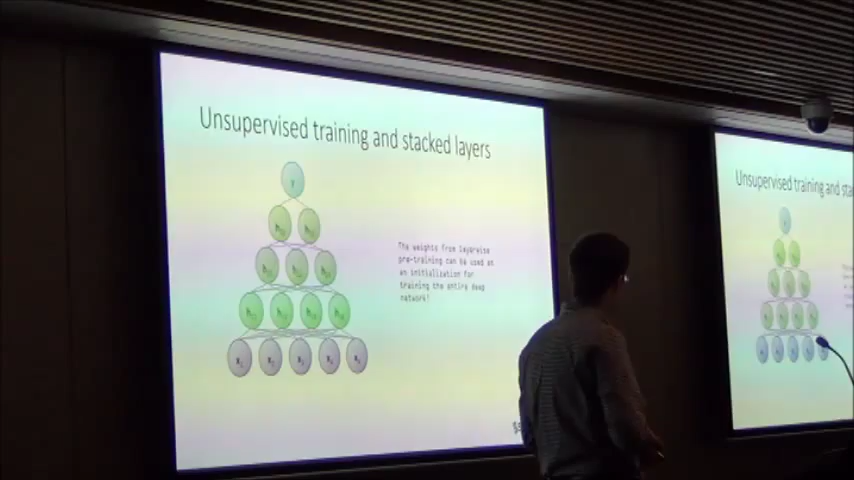 Unsupervised training and stacked layers
y
The weights from layerwise
pre-training can be used at
an initialization for
training the entire deep
network!
Unsupervised training and sta